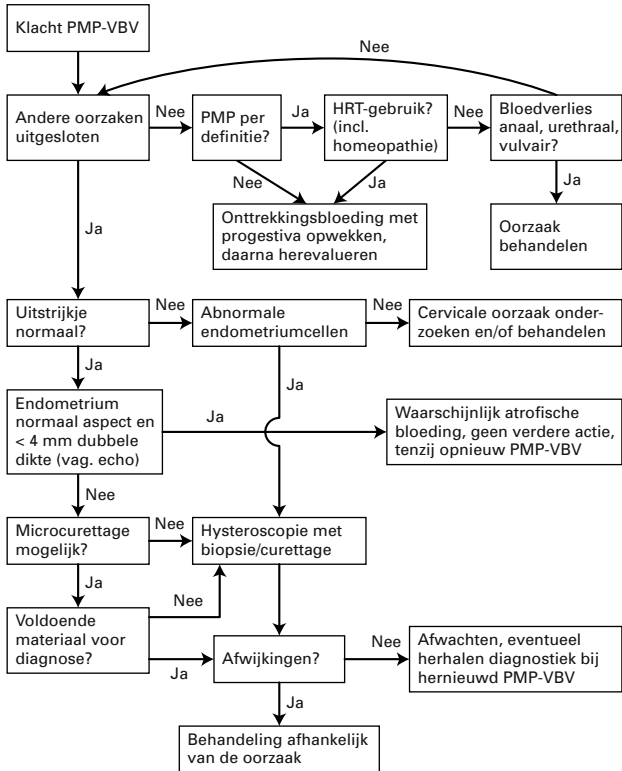 Klacht PMP-VBV
Nee
Andere oorzaken
uitgesloten
Nee
PMP per
definitie?
Ja
HRT-gebruik?
(incl.
homeopathie)
Nee
Bloedverlies
anaal, urethraal,
vulvair?
Nee
Ja
Ja
Ja
Onttrekkingsbloeding met
progestiva opwekken,
daarna herevalueren
Oorzaak
behandelen
Uitstrijkje
normaal?
Nee
Abnormale
endometriumcellen
Nee
Cervicale oorzaak onder-
zoeken en/of behandelen
Ja
Ja
Endometrium
normaal aspect en
< 4 mm dubbele
dikte (vag. echo)
Ja
Waarschijnlijk atrofische
bloeding, geen verdere actie,
tenzij opnieuw PMP-VBV
Nee
Microcurettage
mogelijk?
Nee
Hysteroscopie met
biopsie/curettage
Ja
Nee
Voldoende
materiaal voor
diagnose?
Ja
Afwijkingen?
Nee
Afwachten, eventueel
herhalen diagnostiek bij
hernieuwd PMP-VBV
Ja
Behandeling afhankelijk
van de oorzaak